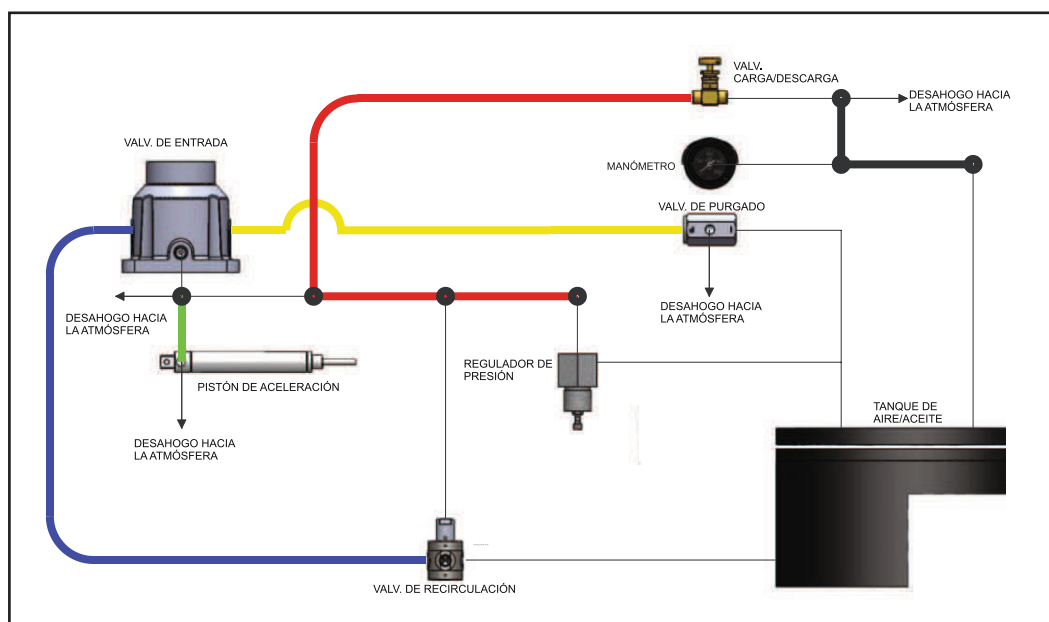 VALV.
CARGA/DESCARGA
DESAHOGO HACIA
LA ATMÓSFERA
VALV. DE ENTRADA
MANÓMETRO
VALV. DE PURGADO
DESAHOGO HACIA
LA ATMÓSFERA
DESAHOGO HACIA
LA ATMÓSFERA
REGULADOR DE
PRESIÓN
PISTÓN DE ACELERACIÓN
TANQUE DE
AIRE/ACEITE
DESAHOGO HACIA
LA ATMÓSFERA
VALV. DE RECIRCULACIÓN